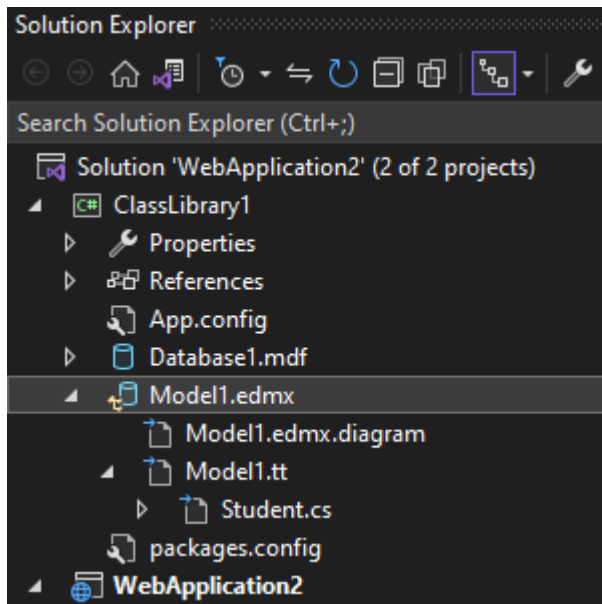 Solution Explorer
Search Solution Explorer (Ctrl+;)
Solution 'WebApplication2' (2 of 2 projects)
C# ClassLibrary1
Properties
References
App.config
Database1.mdf
Model1.edmx
Model1.edmx.diagram
Model1.tt
Student.cs
packages.config
WebApplication2